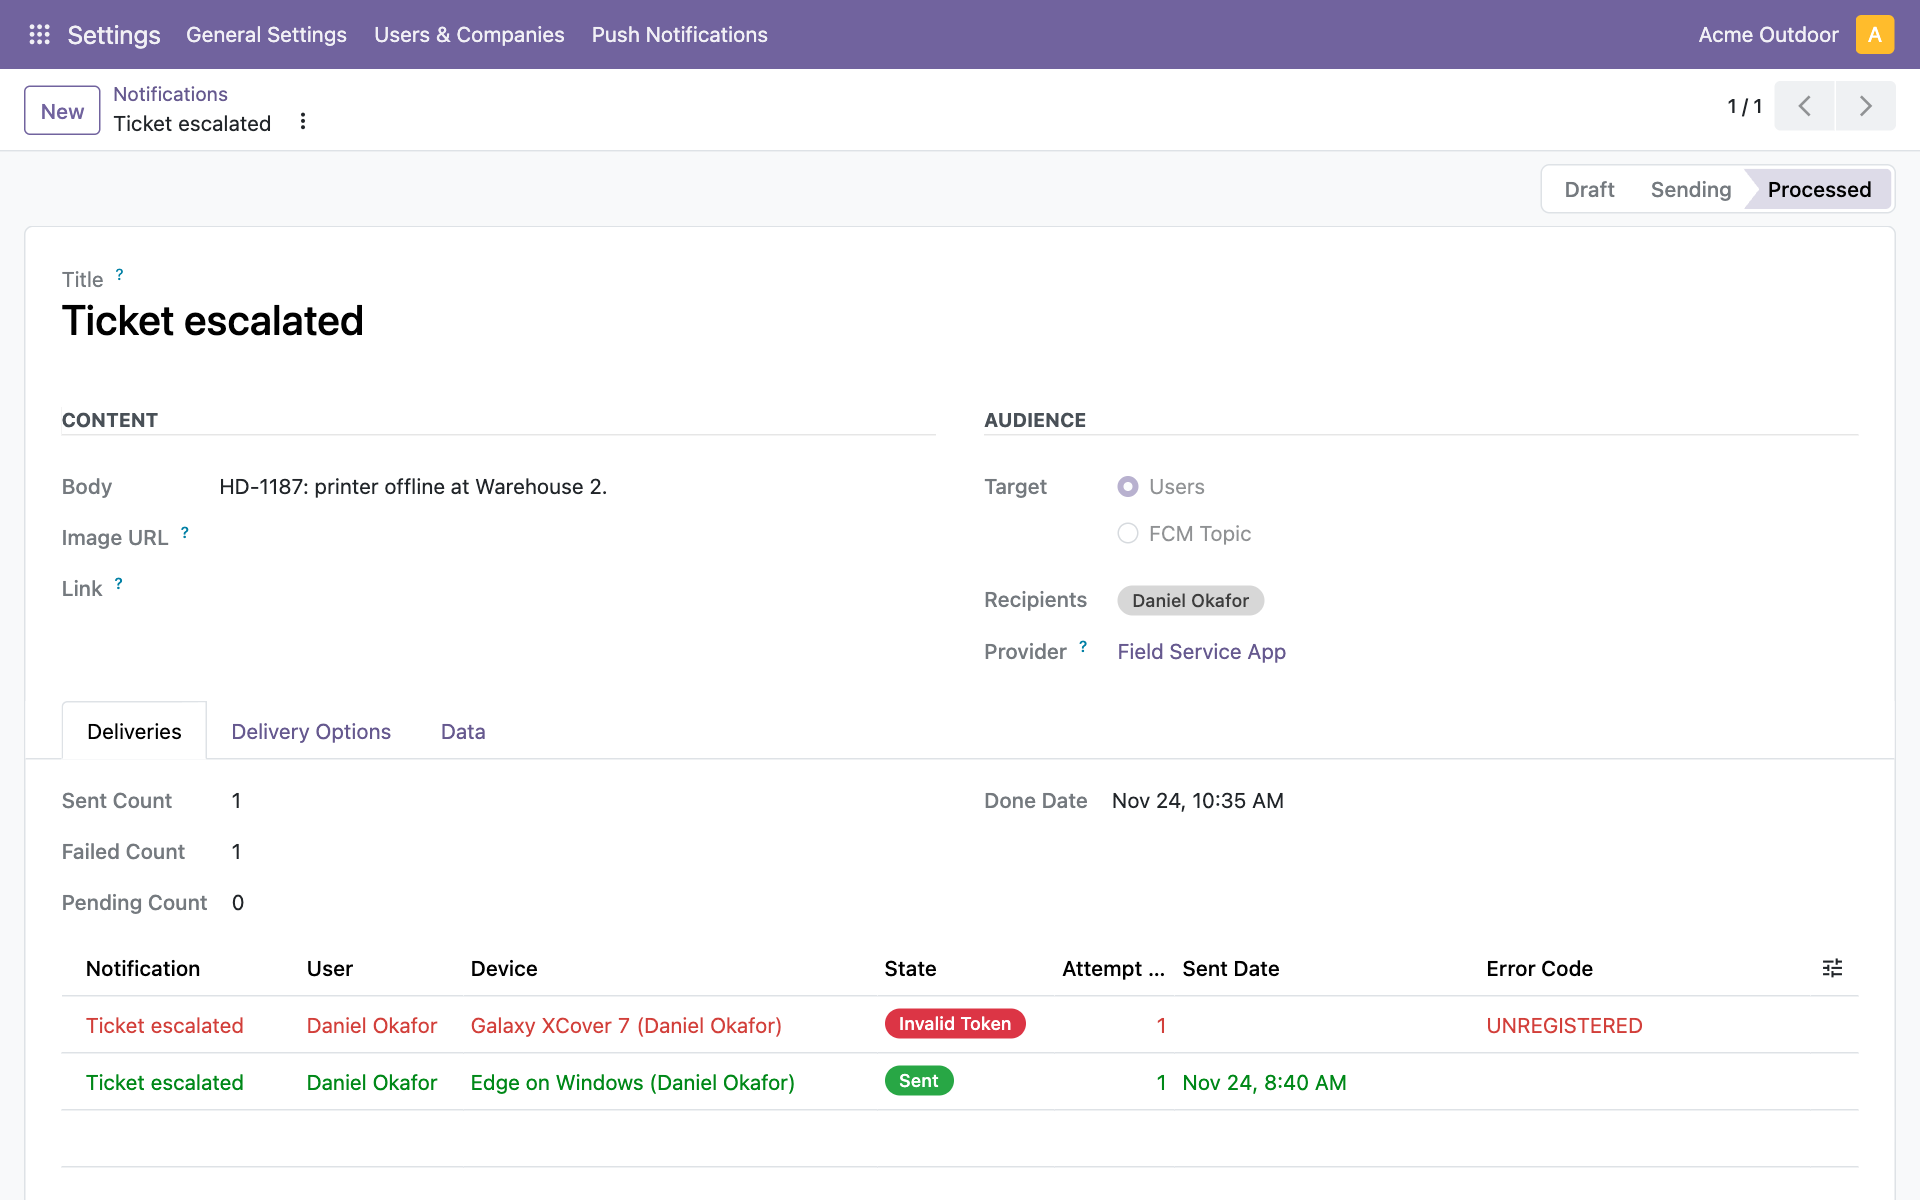 Settings General Settings Users & Companies Push Notifications Acme Outdoor A
New Notifications
Ticket escalated
1 / 1
Draft Sending Processed
Title ?
Ticket escalated
CONTENT
Body HD-1187: printer offline at Warehouse 2.
Image URL ?
Link ?
AUDIENCE
Target Users
FCM Topic
Recipients Daniel Okafor
Provider ? Field Service App
Deliveries Delivery Options Data
Sent Count 1
Failed Count 1
Pending Count 0
Done Date Nov 24, 10:35 AM
Notification User Device State Attempt ... Sent Date Error Code
Ticket escalated Daniel Okafor Galaxy XCover 7 (Daniel Okafor) Invalid Token 1 UNREGISTERED
Ticket escalated Daniel Okafor Edge on Windows (Daniel Okafor) Sent 1 Nov 24, 8:40 AM